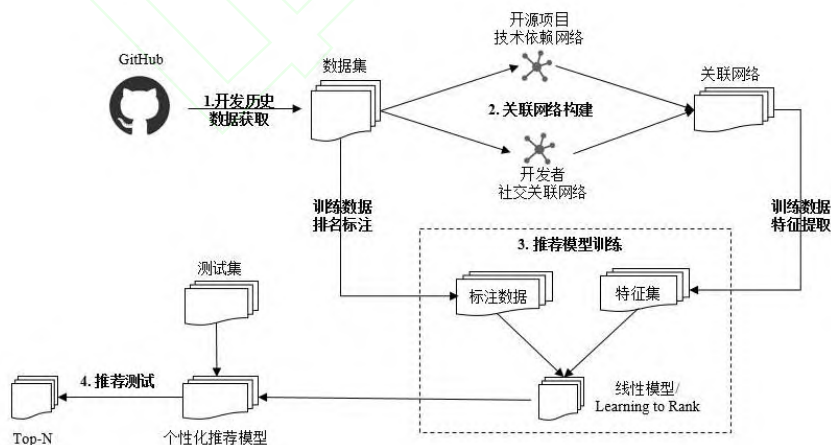 开源项目
技术依赖网络
GitHub
数据集
关联网络
1.开发历史
数据获取
2. 关联网络构建
开发者
社交关联网络
训练数据
排名标注
训练数据
特征提取
3. 推荐模型训练
测试集
标注数据
特征集
4. 推荐测试
线性模型/
Learning to Rank
Top-N
个性化推荐模型